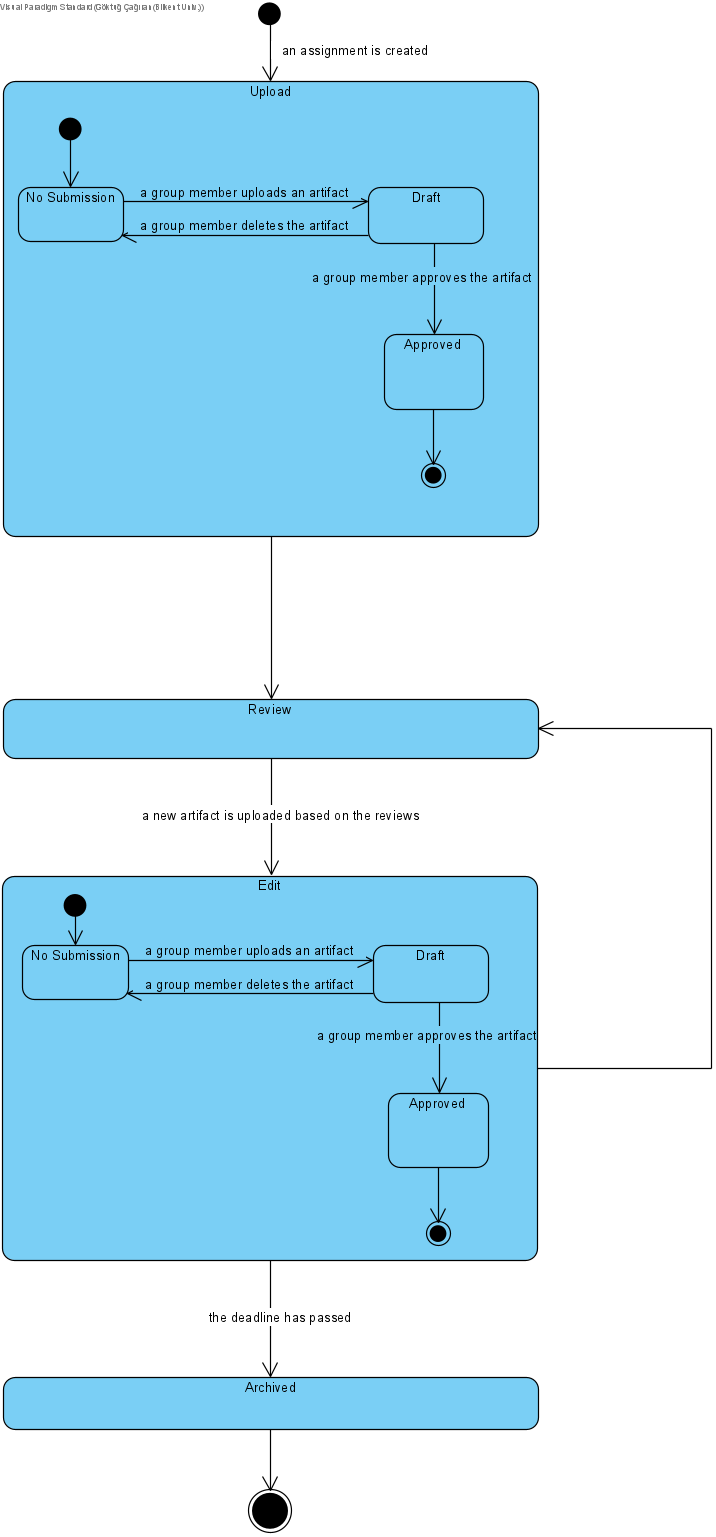 Visual Paradigm Standard(Göktuğ Çağıran(Bilkent Univ.))
an assignment is created
Upload
No Submission
a group member uploads an artifact
Draft
a group member deletes the artifact
a group member approves the artifact
Approved
Review
a new artifact is uploaded based on the reviews
Edit
No Submission
a group member uploads an artifact
Draft
a group member deletes the artifact
a group member approves the artifact
Approved
the deadline has passed
Archived